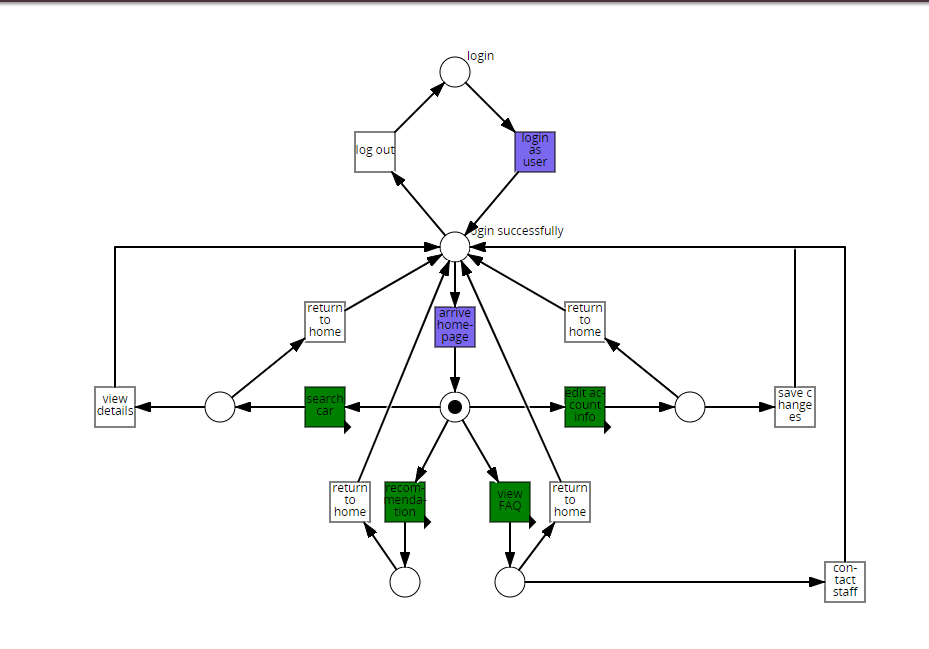 login
log out
login
as
user
ogin successfully
return
to
home
arrive
home-
page
return
to
home
view
details
search
car
edit ac-
count
info
save c
hange
es
return
to
home
recom-
menda-
tion
view
FAQ
return
to
home
con-
tact
staff